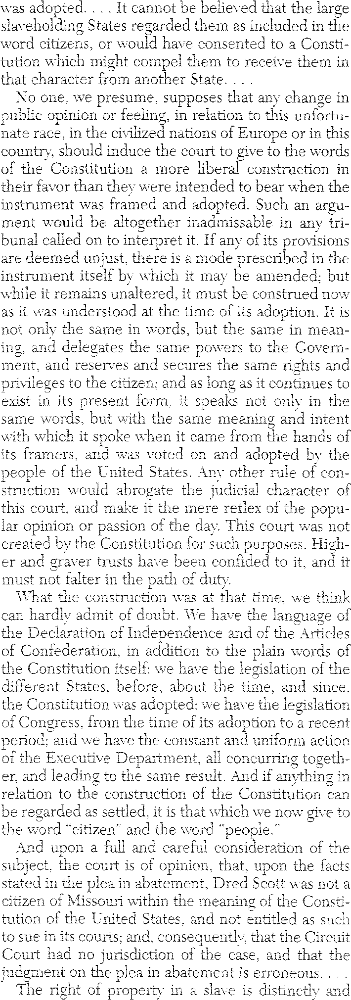 was adopted. . . . It cannot be believed that the large
slaveholding States regarded them as included in the
word citizens, or would have consented to a Consti-
tution which might compel them to receive them in
that character from another State. . . .
No one, we presume, supposes that any change in
public opinion or feeling, in relation to this unfortu-
nate race, in the civilized nations of Europe or in this
country, should induce the court to give to the words
of the Constitution a more liberal construction in
their favor than they were intended to bear when the
instrument was framed and adopted. Such an argu-
ment would be altogether inadmissable in any tri-
bunal called on to interpret it. If any of its provisions
are deemed unjust, there is a mode prescribed in the
instrument itself by which it may be amended; but
while it remains unaltered, it must be construed now
as it was understood at the time of its adoption. It is
not only the same in words, but the same in mean-
ing, and delegates the same powers to the Govern-
ment, and reserves and secures the same rights and
privileges to the citizen; and as long as it continues to
exist in its present form, it speaks not only in the
same words, but with the same meaning and intent
with which it spoke when it came from the hands of
its framers, and was voted on and adopted by the
people of the United States. Any other rule of con-
struction would abrogate the judicial character of
this court, and make it the mere reflex of the popu-
lar opinion or passion of the day. This court was not
created by the Constitution for such purposes. High-
er and graver trusts have been confided to it, and it
must not falter in the path of duty.
What the construction was at that time, we think
can hardly admit of doubt. We have the language of
the Declaration of Independence and of the Articles
of Confederation, in addition to the plain words of
the Constitution itself: we have the legislation of the
different States, before, about the time, and since,
the Constitution was adopted: we have the legislation
of Congress, from the time of its adoption to a recent
period; and we have the constant and uniform action
of the Executive Department, all concurring togeth-
er, and leading to the same result. And if anything in
relation to the construction of the Constitution can
be regarded as settled, it is that which we now give to
the word "citizen" and the word "people."
And upon a full and careful consideration of the
subject, the court is of opinion, that, upon the facts
stated in the plea in abatement, Dred Scott was not a
citizen of Missouri within the meaning of the Consti-
tution of the United States, and not entitled as such
to sue in its courts; and, consequently, that the Circuit
Court had no jurisdiction of the case, and that the
judgment on the plea in abatement is erroneous. . . .
The right of property in a slave is distinctly and